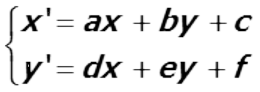 x' = ax + by + c
y' = dx + ey + f